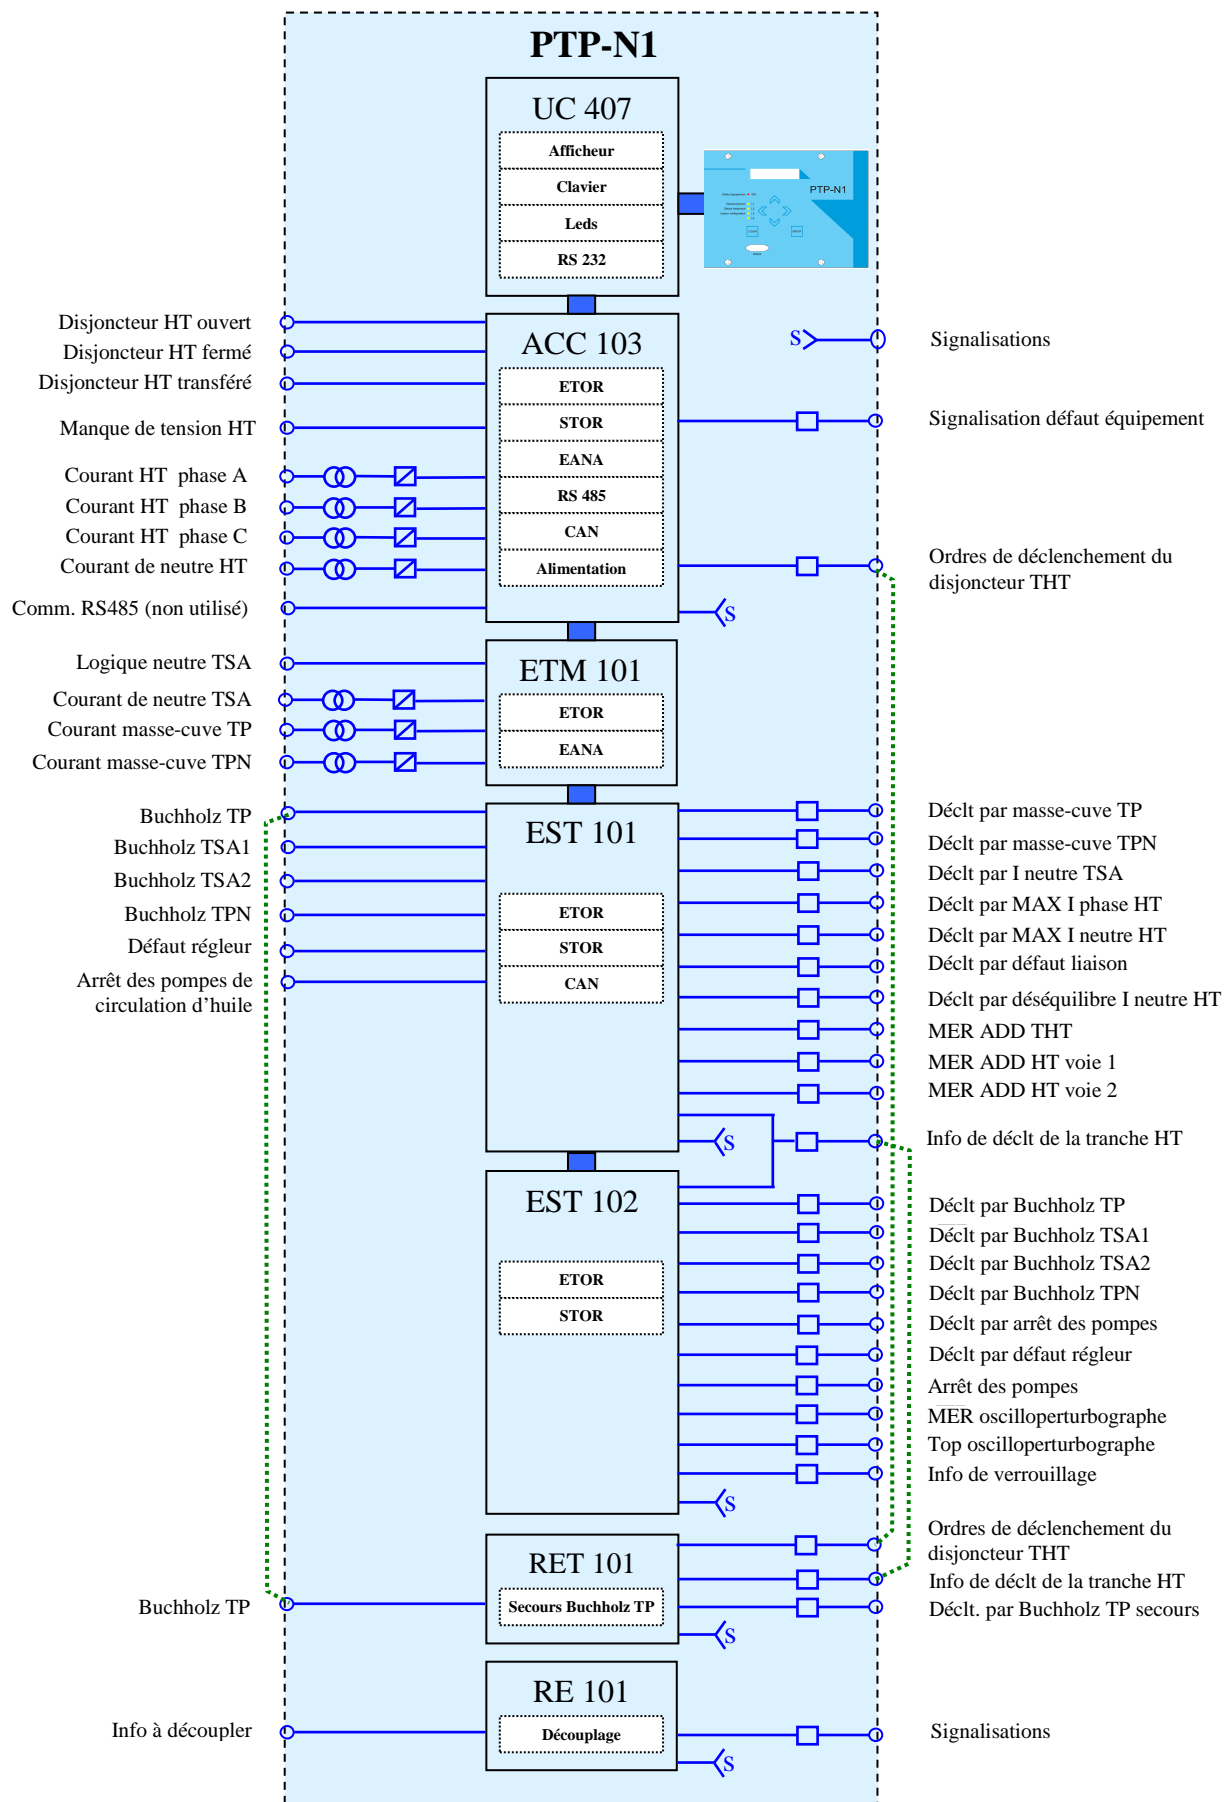 PTP-N1
UC 407
Afficheur
Clavier
Leds
RS 232
PTP-N1
Disjoncteur HT ouvert
Disjoncteur HT fermé
Disjoncteur HT transféré
Manque de tension HT
Courant HT phase A
Courant HT phase B
Courant HT phase C
Courant de neutre HT
Comm. RS485 (non utilisé)
ACC 103
ETOR
STOR
EANA
RS 485
CAN
Alimentation
S
S
Signalisations
Signalisation défaut équipement
Ordres de déclenchement du
disjoncteur THT
Logique neutre TSA
Courant de neutre TSA
Courant masse-cuve TP
Courant masse-cuve TPN
ETM 101
ETOR
EANA
Buchholz TP
Buchholz TSA1
Buchholz TSA2
Buchholz TPN
Défaut régleur
Arrêt des pompes de
circulation d’huile
EST 101
ETOR
STOR
CAN
S
Déclt par masse-cuve TP
Déclt par masse-cuve TPN
Déclt par I neutre TSA
Déclt par MAX I phase HT
Déclt par MAX I neutre HT
Déclt par défaut liaison
Déclt par déséquilibre I neutre HT
MER ADD THT
MER ADD HT voie 1
MER ADD HT voie 2
Info de déclt de la tranche HT
EST 102
ETOR
STOR
S
Déclt par Buchholz TP
Déclt par Buchholz TSA1
Déclt par Buchholz TSA2
Déclt par Buchholz TPN
Déclt par arrêt des pompes
Déclt par défaut régleur
Arrêt des pompes
MER oscilloperturbographe
Top oscilloperturbographe
Info de verrouillage
Buchholz TP
RET 101
Secours Buchholz TP
S
Ordres de déclenchement du
disjoncteur THT
Info de déclt de la tranche HT
Déclt. par Buchholz TP secours
Info à découpler
RE 101
Découplage
S
Signalisations